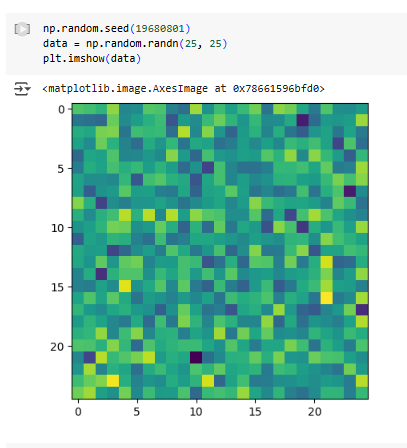 np.random.seed(19680801)
data = np.random.randn(25, 25)
plt.imshow(data)
<matplotlib.image.AxesImage at 0x78661596bfd0>
0
5
10
15
20
0 5 10 15 20